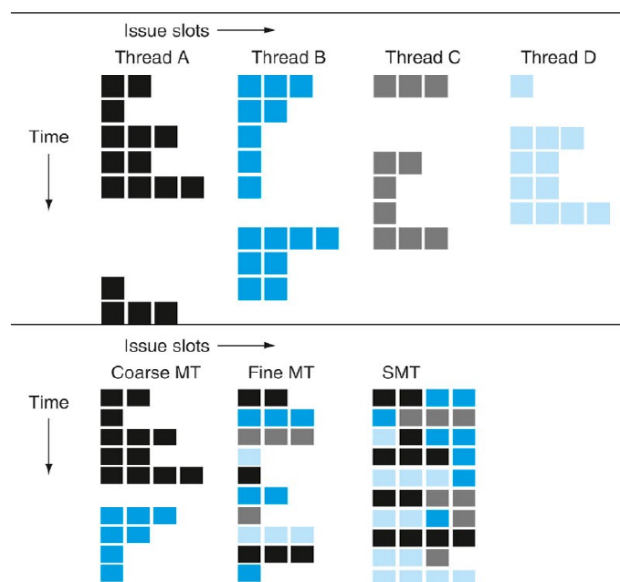 Issue slots
Thread A Thread B Thread C Thread D
Time
Issue slots
Coarse MT Fine MT SMT
Time